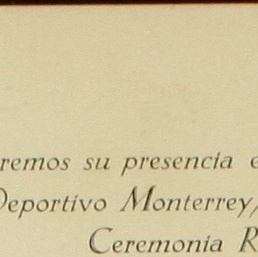 remos su presencia e
Deportivo Monterrey,
Ceremonia R